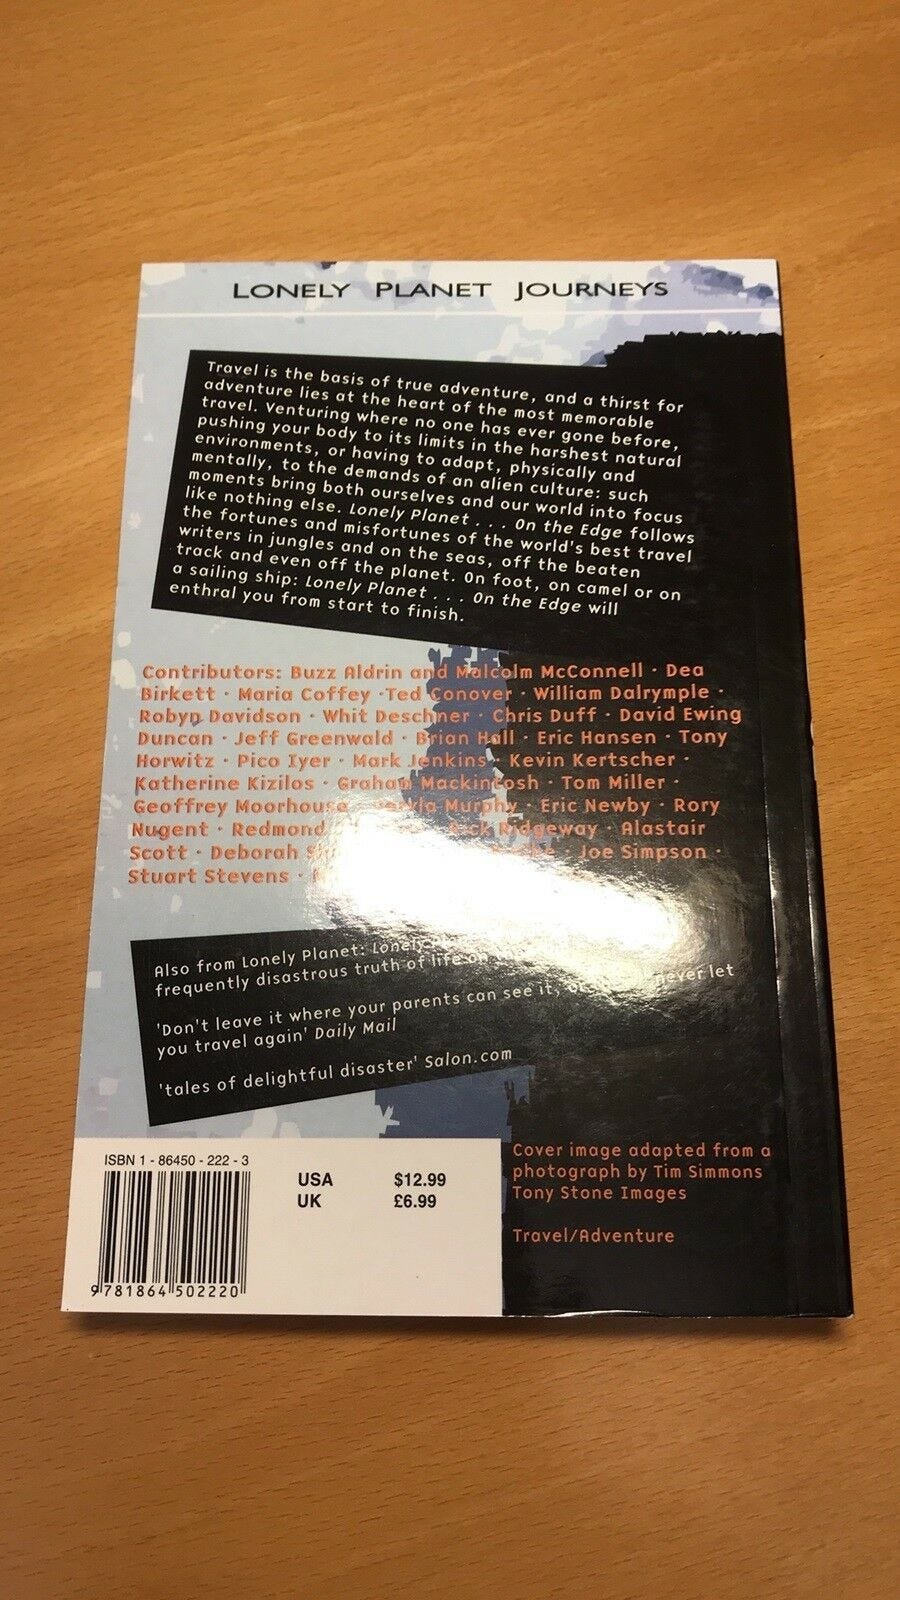 LONELY PLANET JOURNEYS
Travel is the basis of true adventure, and a thirst for
adventure lies at the heart of the most memorable
travel. Venturing where no one has ever gone before,
pushing your body to its limits in the harshest natural
environments, or having to adapt, physically and
mentally, to the demands of an alien culture: such
moments bring both ourselves and our world into focus
like nothing else. Lonely Planet . . . On the Edge follows
the fortunes and misfortunes of the world's best travel
writers in jungles and on the seas, off the beaten
track and even off the planet. On foot, on camel or on
a sailing ship: Lonely Planet . . . On the Edge will
enthral you from start to finish.
Contributors: Buzz Aldrin and Malcolm McConnell · Dea
Birkett · Maria Coffey · Ted Conover · William Dalrymple ·
Robyn Davidson · Whit Deschner · Chris Duff · David Ewing
Duncan · Jeff Greenwald · Brian Hall · Eric Hansen · Tony
Horwitz · Pico Iyer · Mark Jenkins · Kevin Kertscher ·
Katherine Kizilos · Graham Mackintosh · Tom Miller ·
Geoffrey Moorhouse · Murphy · Eric Newby · Rory
Nugent · Redmond Rick Ridgeway · Alastair
Scott · Deborah Joe Simpson ·
Stuart Stevens ·
Also from Lonely Planet: Lonely
frequently disastrous truth of life on
'Don't leave it where your parents can see it, never let
you travel again' Daily Mail
'tales of delightful disaster' Salon.com
ISBN 1 - 86450 - 222 - 3
USA $12.99
UK £6.99
9 781864 502220
Cover image adapted from a
photograph by Tim Simmons
Tony Stone Images
Travel/Adventure